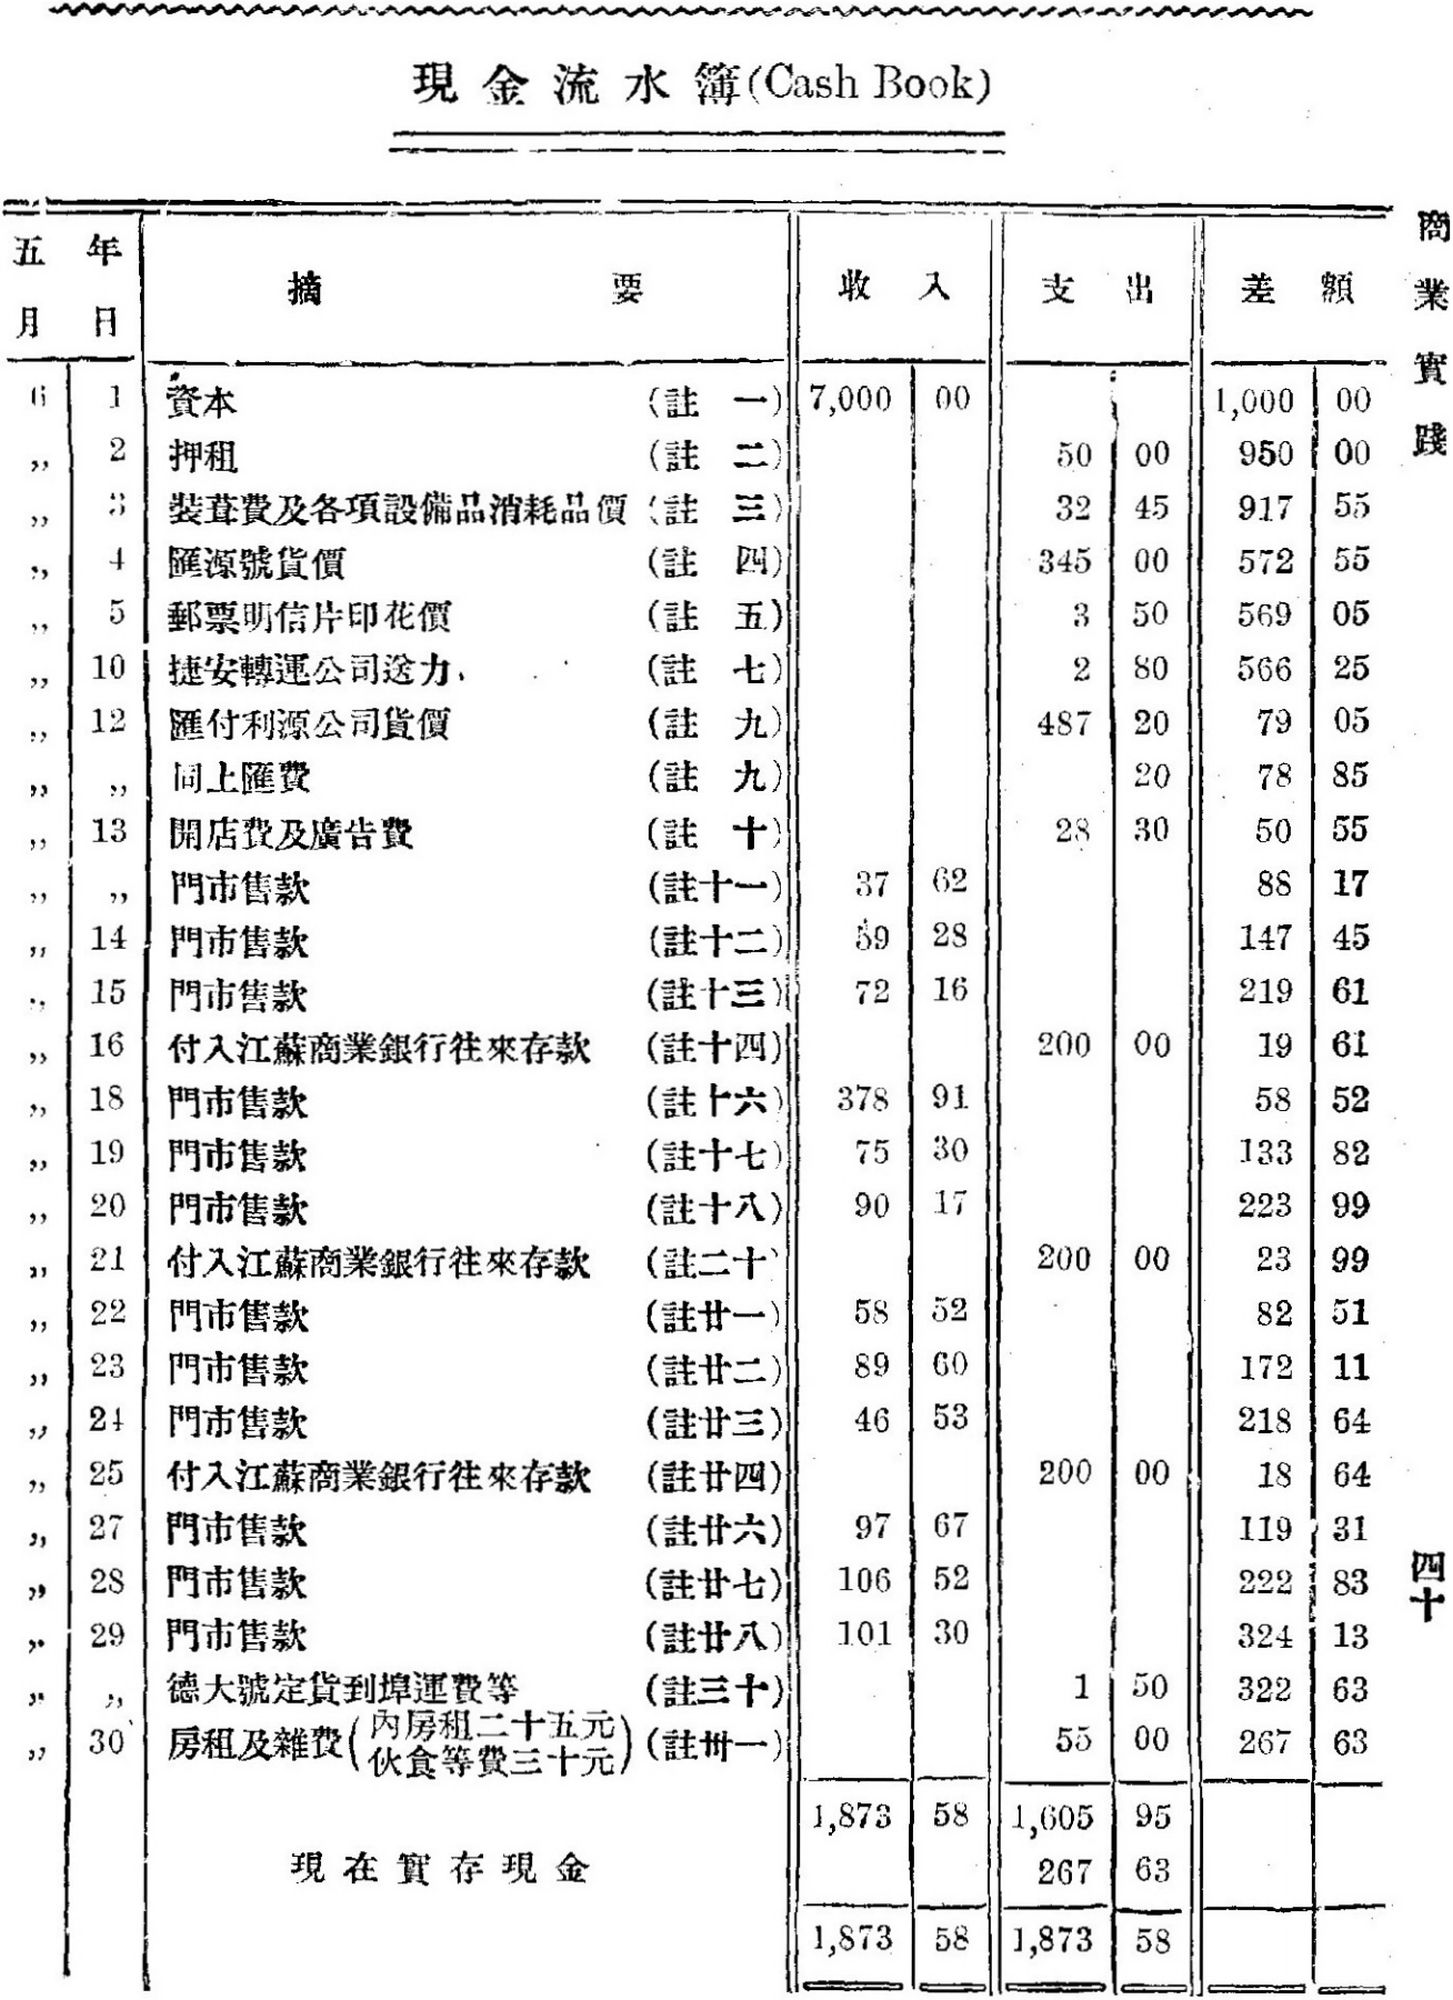 現金流水簿(Cash Book)
商業實踐
五年 摘要 收入 支出 差額
月 日
6 1 資本 (註一) 7,000 00 1,000 00
,, 2 押租 (註二) 50 00 950 00
,, 3 裝葺費及各項設備品消耗品價 (註三) 32 45 917 55
,, 4 匯源號貨價 (註四) 345 00 572 55
,, 5 郵票明信片印花價 (註五) 3 50 569 05
,, 10 捷安轉運公司送力 (註七) 2 80 566 25
,, 12 匯付利源公司貨價 (註九) 487 20 79 05
,, ,, 同上匯費 (註九) 20 78 85
,, 13 開店費及廣告費 (註十) 28 30 50 55
,, ,, 門市售款 (註十一) 37 62 88 17
,, 14 門市售款 (註十二) 59 28 147 45
,, 15 門市售款 (註十三) 72 16 219 61
,, 16 付入江蘇商業銀行往來存款 (註十四) 200 00 19 61
,, 18 門市售款 (註十六) 378 91 58 52
,, 19 門市售款 (註十七) 75 30 133 82
,, 20 門市售款 (註十八) 90 17 223 99
,, 21 付入江蘇商業銀行往來存款 (註二十) 200 00 23 99
,, 22 門市售款 (註廿一) 58 52 82 51
,, 23 門市售款 (註廿二) 89 60 172 11
,, 24 門市售款 (註廿三) 46 53 218 64
,, 25 付入江蘇商業銀行往來存款 (註廿四) 200 00 18 64
,, 27 門市售款 (註廿六) 97 67 119 31
,, 28 門市售款 (註廿七) 106 52 222 83
,, 29 門市售款 (註廿八) 101 30 324 13
,, ,, 德大號定貨到埠運費等 (註三十) 1 50 322 63
,, 30 房租及雜費(內房租二十五元 伙食等費三十元) (註卅一) 55 00 267 63
1,873 58 1,605 95
現在實存現金 267 63
1,873 58 1,873 58
四十